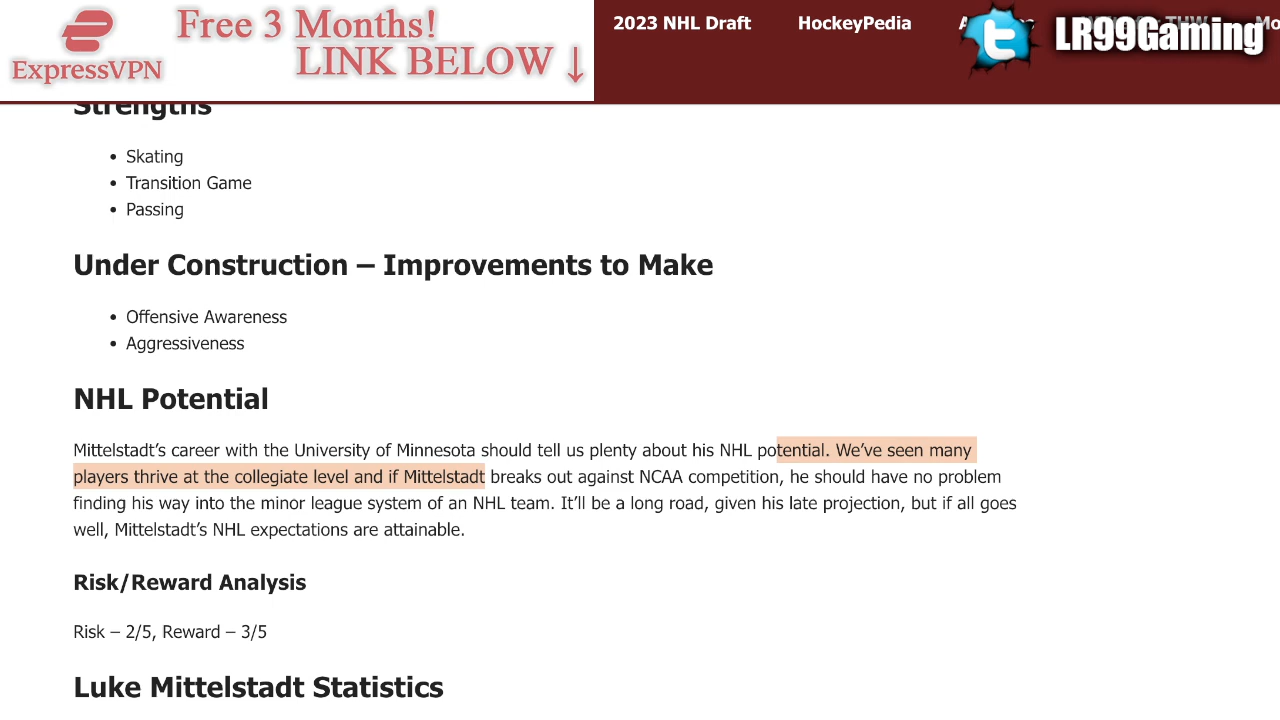 ExpressVPN
Free 3 Months!
LINK BELOW ↓
2023 NHL Draft
HockeyPedia
LR99Gaming
Strengths
• Skating
• Transition Game
• Passing
Under Construction – Improvements to Make
• Offensive Awareness
• Aggressiveness
NHL Potential
Mittelstadt’s career with the University of Minnesota should tell us plenty about his NHL potential. We’ve seen many
players thrive at the collegiate level and if Mittelstadt breaks out against NCAA competition, he should have no problem
finding his way into the minor league system of an NHL team. It’ll be a long road, given his late projection, but if all goes
well, Mittelstadt’s NHL expectations are attainable.
Risk/Reward Analysis
Risk – 2/5, Reward – 3/5
Luke Mittelstadt Statistics